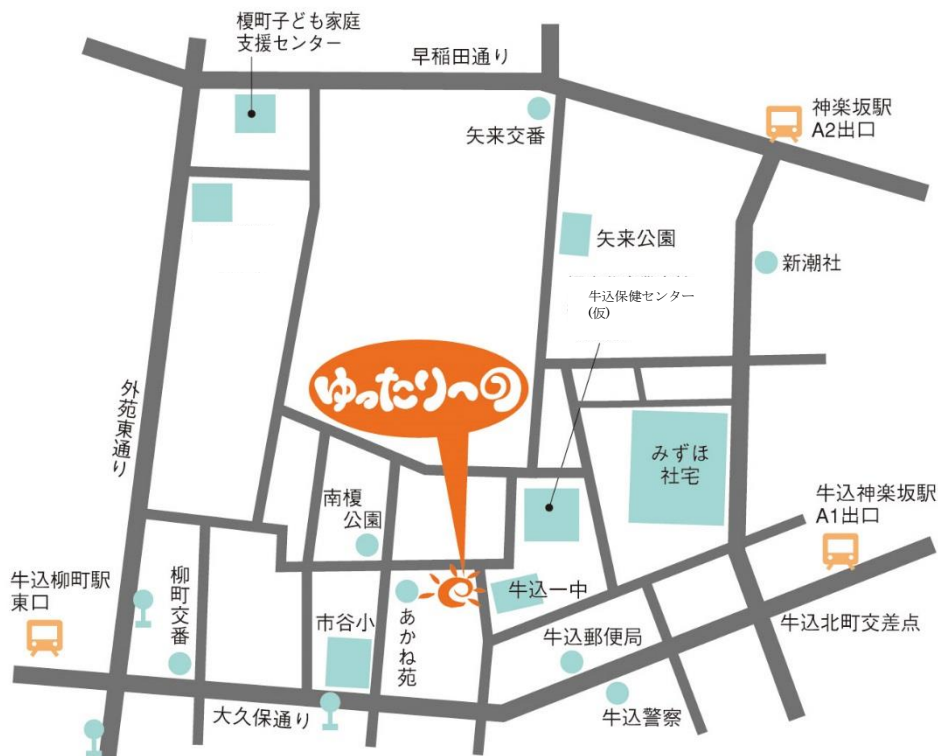 榎町子ども家庭
支援センター
早稲田通り
神楽坂駅
A2出口
矢来交番
矢来公園
新潮社
牛込保健センター
(仮)
ゆったりーの
外苑東通り
みずほ
社宅
南榎
公園
牛込神楽坂駅
A1出口
牛込柳町駅
東口
柳町交番
市谷小
あかね苑
牛込一中
牛込郵便局
牛込北町交差点
大久保通り
牛込警察